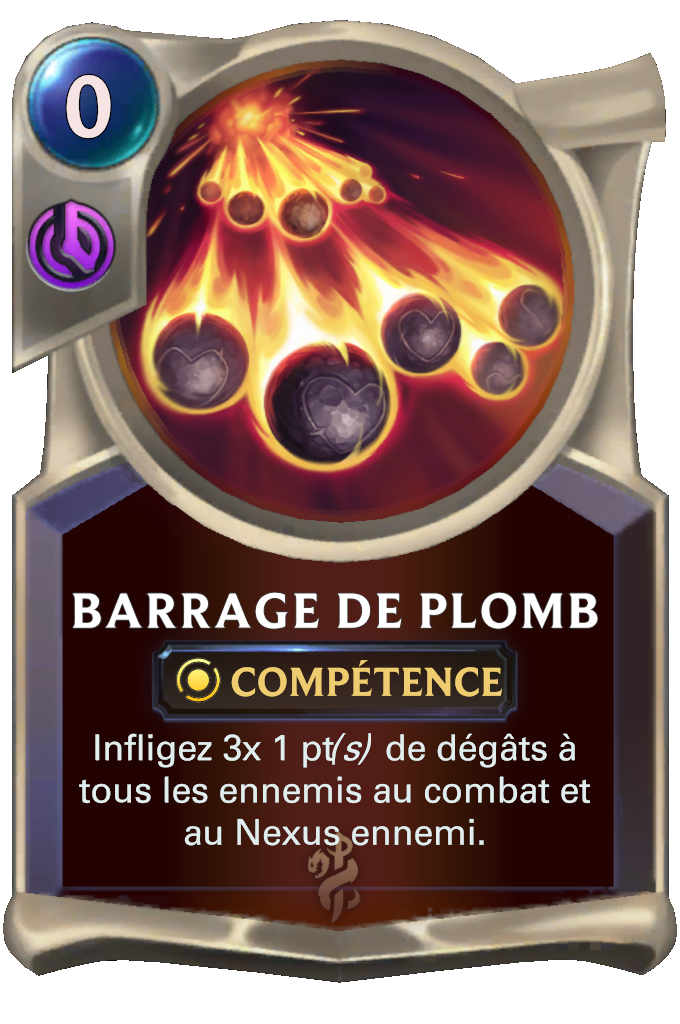 0
BARRAGE DE PLOMB
COMPÉTENCE
Infligez 3x 1 pt(s) de dégâts à
tous les ennemis au combat et
au Nexus ennemi.